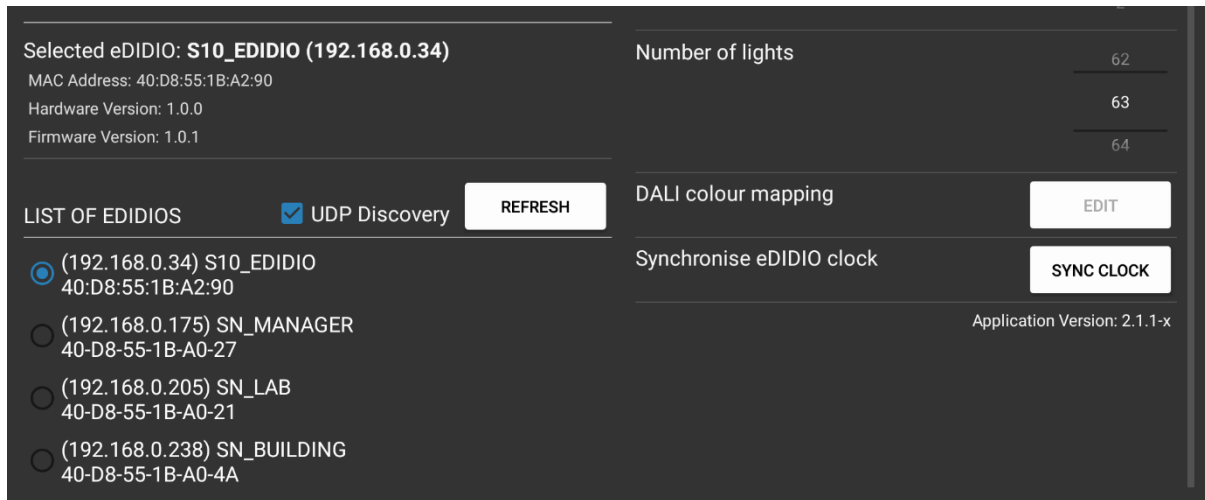 Selected eDIDIO: S10_EDIDIO (192.168.0.34)
MAC Address: 40:D8:55:1B:A2:90
Hardware Version: 1.0.0
Firmware Version: 1.0.1
LIST OF EDIDIOS
UDP Discovery
REFRESH
(192.168.0.34) S10_EDIDIO
40:D8:55:1B:A2:90
(192.168.0.175) SN_MANAGER
40-D8-55-1B-A0-27
(192.168.0.205) SN_LAB
40-D8-55-1B-A0-21
(192.168.0.238) SN_BUILDING
40-D8-55-1B-A0-4A
Number of lights
62
63
64
DALI colour mapping
EDIT
Synchronise eDIDIO clock
SYNC CLOCK
Application Version: 2.1.1-x